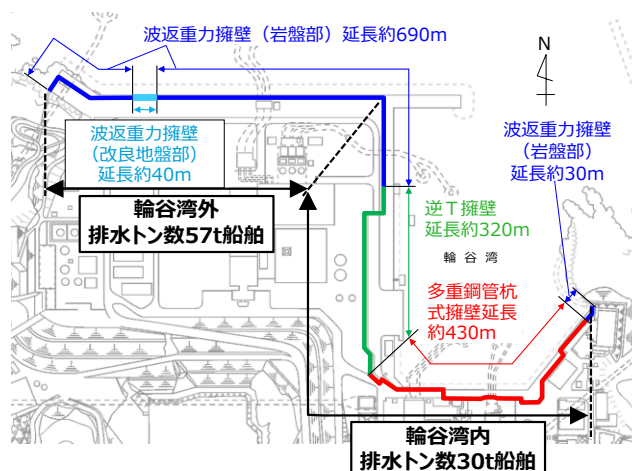 波返重力擁壁（岩盤部）延長約690m
N
波返重力擁壁
（改良地盤部）
延長約40m
波返重力擁壁
（岩盤部）
延長約30m
輪谷湾外
排水トン数57t船舶
逆Ｔ擁壁
延長約320m
輪谷湾
多重鋼管杭
式擁壁延長
約430m
輪谷湾内
排水トン数30t船舶